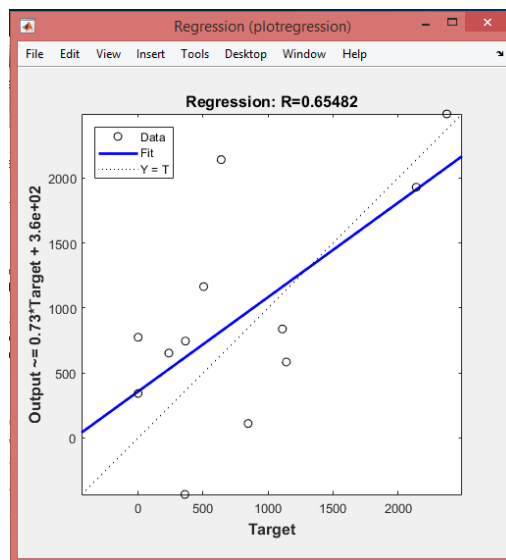 Regression (plotregression)
File Edit View Insert Tools Desktop Window Help
Regression: R=0.65482
Data
Fit
Y = T
2000
1500
1000
500
0
Output ~= 0.73*Target + 3.6e+02
0 500 1000 1500 2000
Target